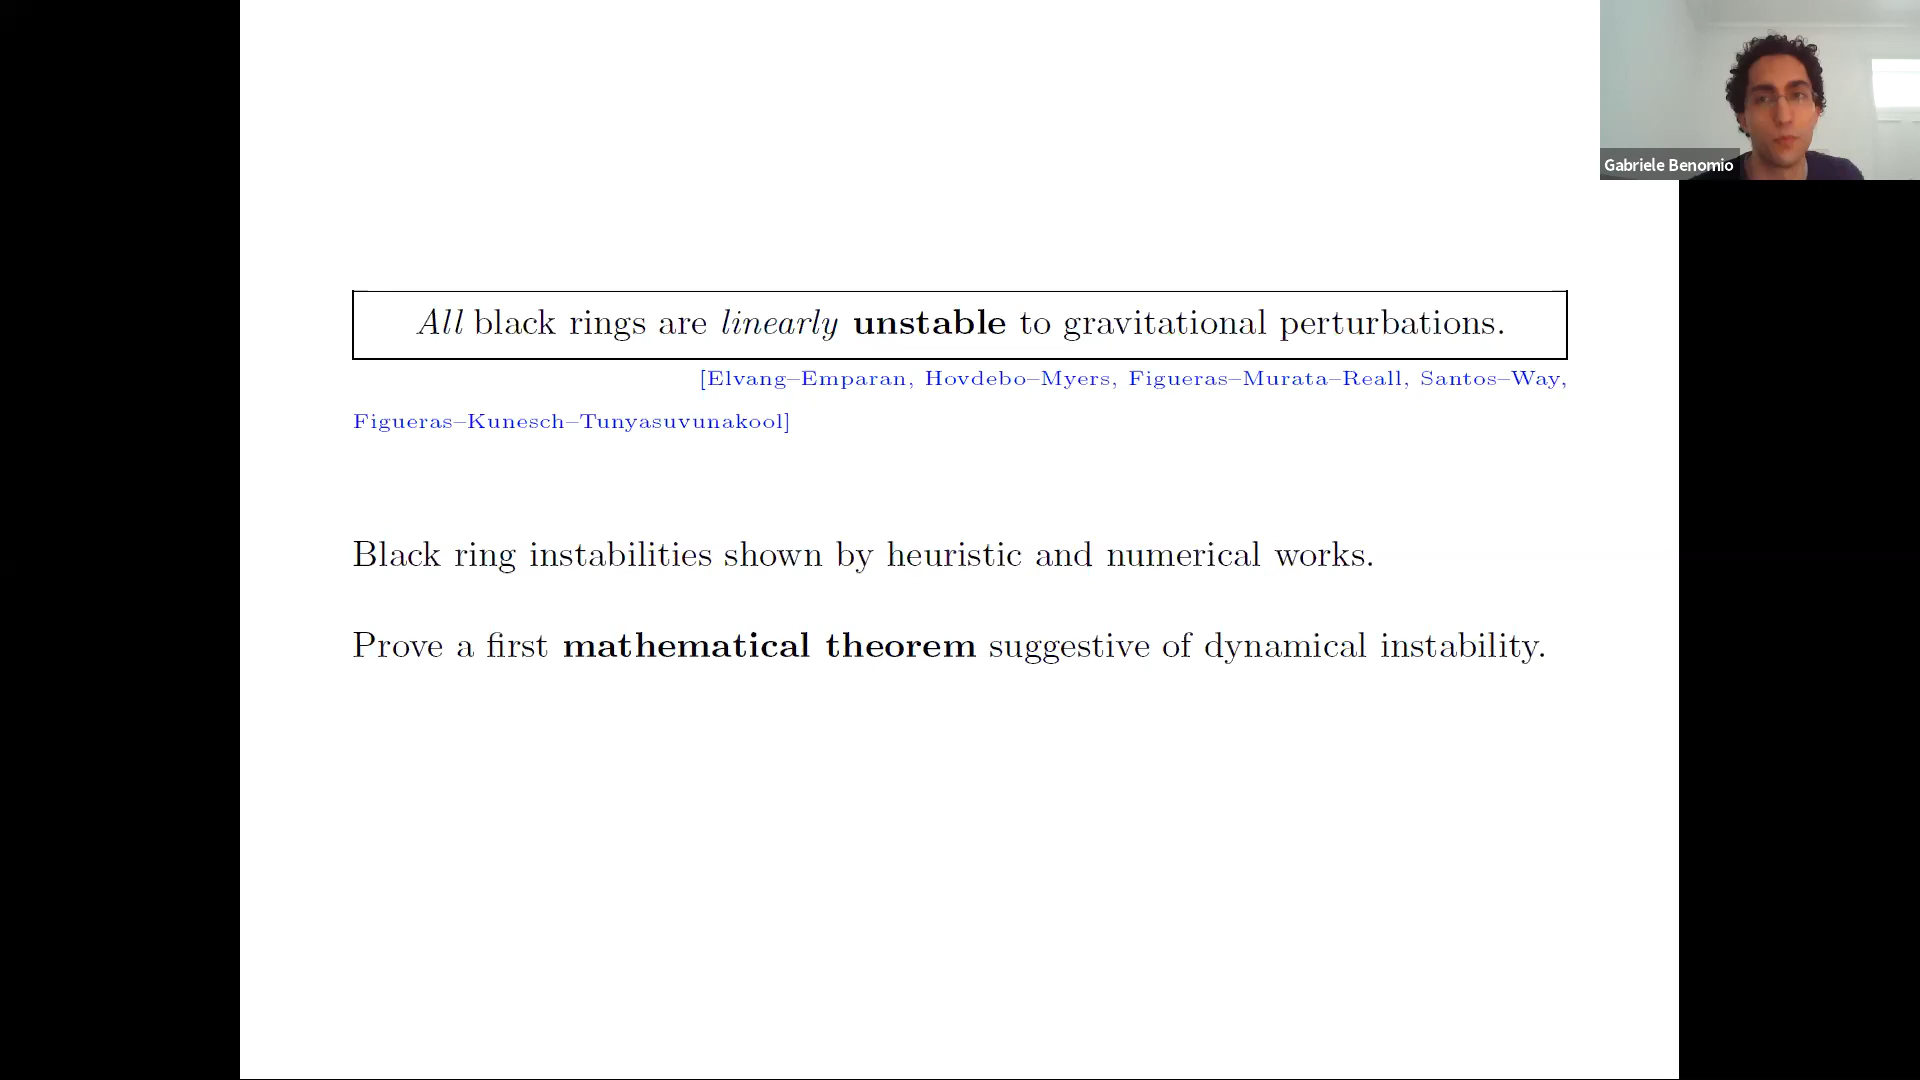 All black rings are linearly unstable to gravitational perturbations.
[Elvang–Emparan, Hovdebo–Myers, Figueras–Murata–Reall, Santos–Way,
Figueras–Kunesch–Tunyasuvunakool]
Black ring instabilities shown by heuristic and numerical works.
Prove a first mathematical theorem suggestive of dynamical instability.
Gabriele Benomio